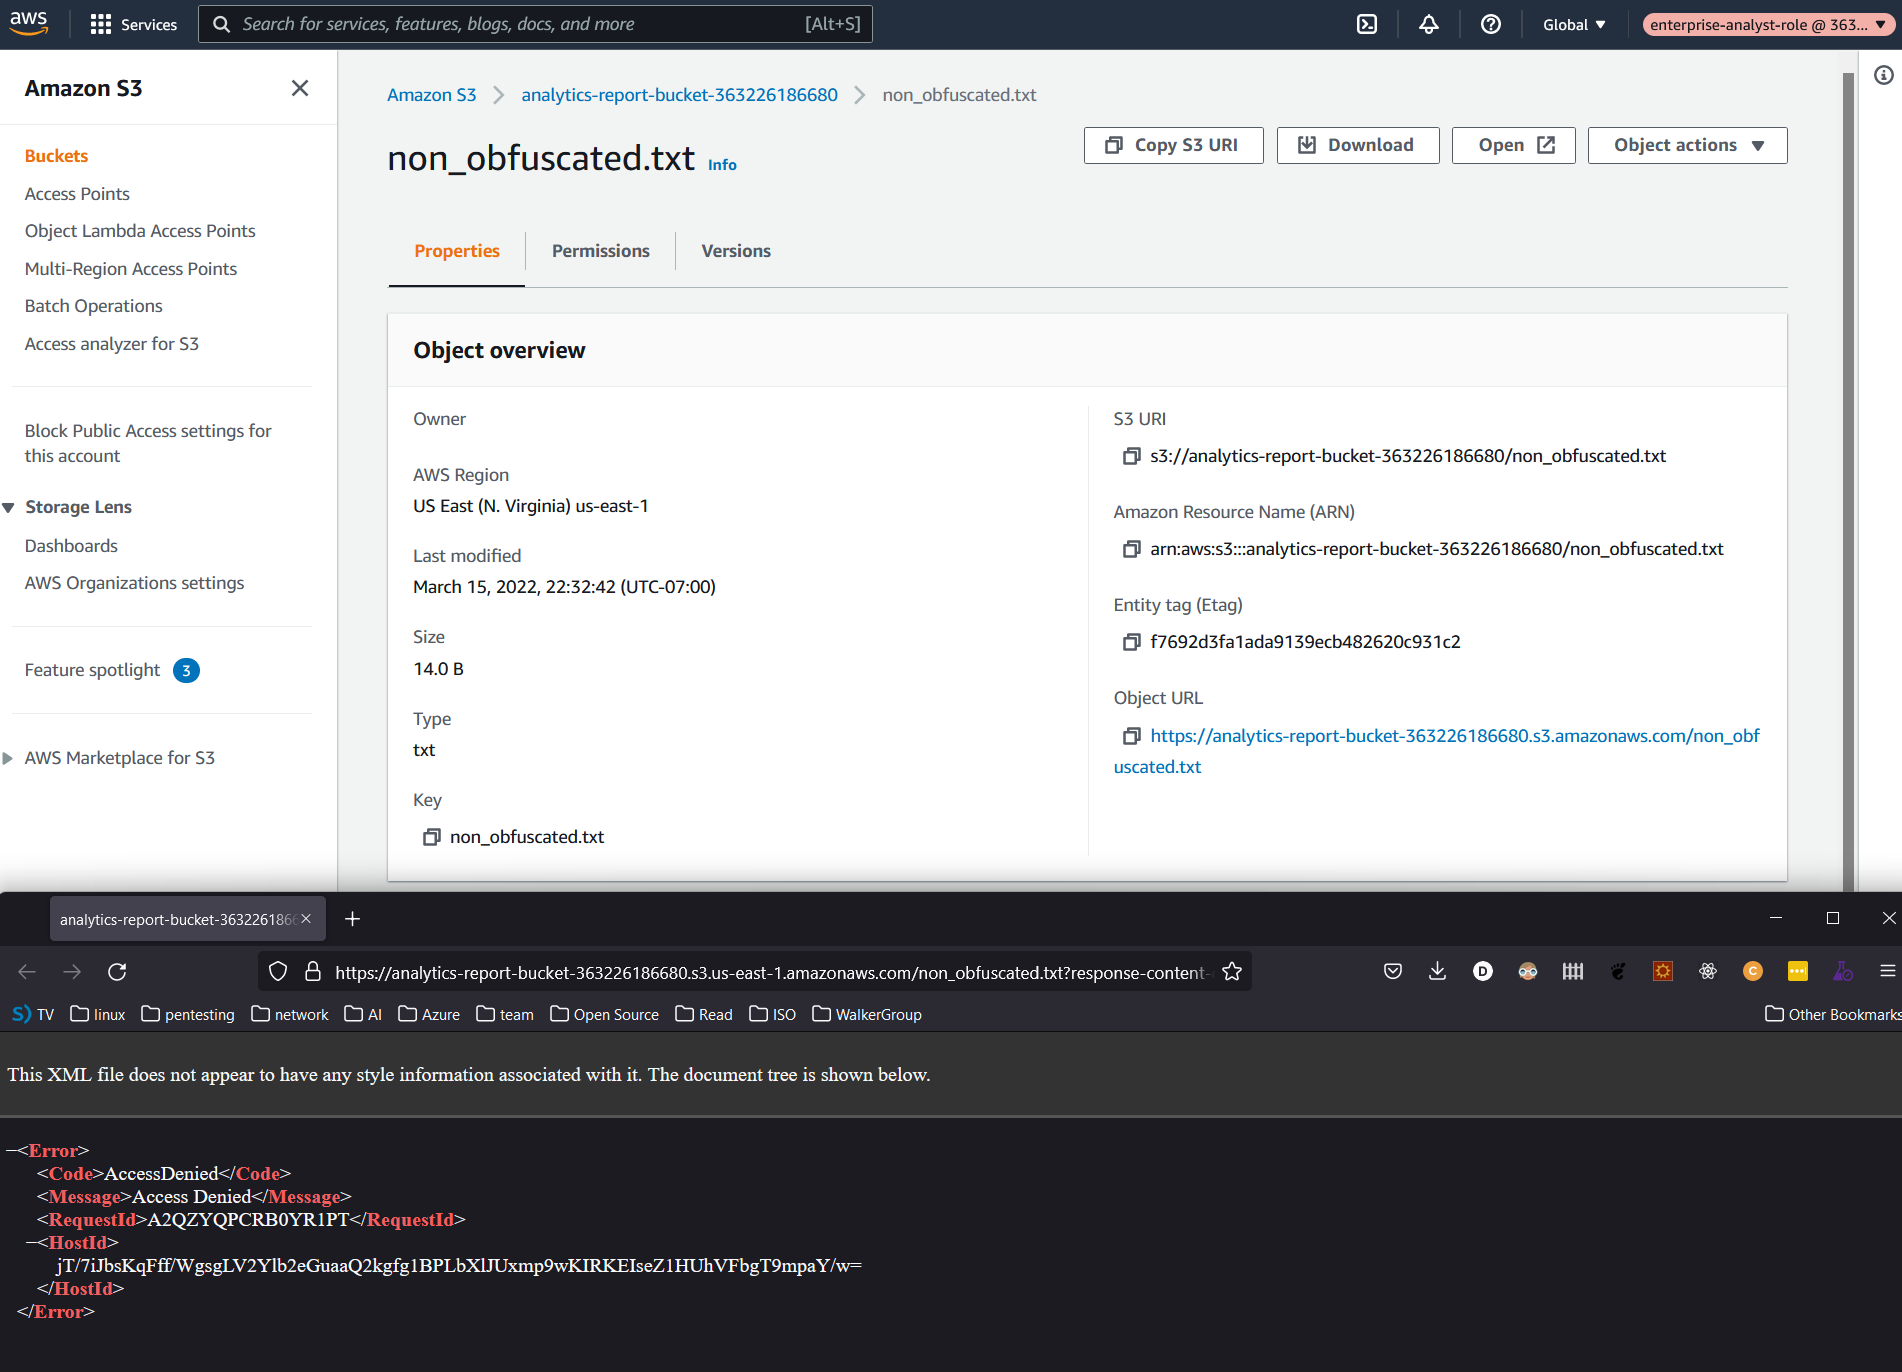 aws
Services
Search for services, features, blogs, docs, and more
[Alt+S]
Global
enterprise-analyst-role @ 363...
Amazon S3
Buckets
Access Points
Object Lambda Access Points
Multi-Region Access Points
Batch Operations
Access analyzer for S3
Block Public Access settings for
this account
Storage Lens
Dashboards
AWS Organizations settings
Feature spotlight 3
AWS Marketplace for S3
Amazon S3 > analytics-report-bucket-363226186680 > non_obfuscated.txt
non_obfuscated.txt Info
Copy S3 URI
Download
Open
Object actions
Properties
Permissions
Versions
Object overview
Owner
AWS Region
US East (N. Virginia) us-east-1
Last modified
March 15, 2022, 22:32:42 (UTC-07:00)
Size
14.0 B
Type
txt
Key
non_obfuscated.txt
S3 URI
s3://analytics-report-bucket-363226186680/non_obfuscated.txt
Amazon Resource Name (ARN)
arn:aws:s3:::analytics-report-bucket-363226186680/non_obfuscated.txt
Entity tag (Etag)
f7692d3fa1ada9139ecb482620c931c2
Object URL
https://analytics-report-bucket-363226186680.s3.amazonaws.com/non_obf
uscated.txt
analytics-report-bucket-363226186
https://analytics-report-bucket-363226186680.s3.us-east-1.amazonaws.com/non_obfuscated.txt?response-content-
D
C
S) TV
linux
pentesting
network
AI
Azure
team
Open Source
Read
ISO
WalkerGroup
Other Bookmarks
This XML file does not appear to have any style information associated with it. The document tree is shown below.
—<Error>
<Code>AccessDenied</Code>
<Message>Access Denied</Message>
<RequestId>A2QZYQPCRB0YR1PT</RequestId>
—<HostId>
jT/7iJbsKqFff/WgsgLV2Ylb2eGuaaQ2kgfg1BPLbXlJUxmp9wKIRKEIseZ1HUhVFbgT9mpaY/w=
</HostId>
</Error>